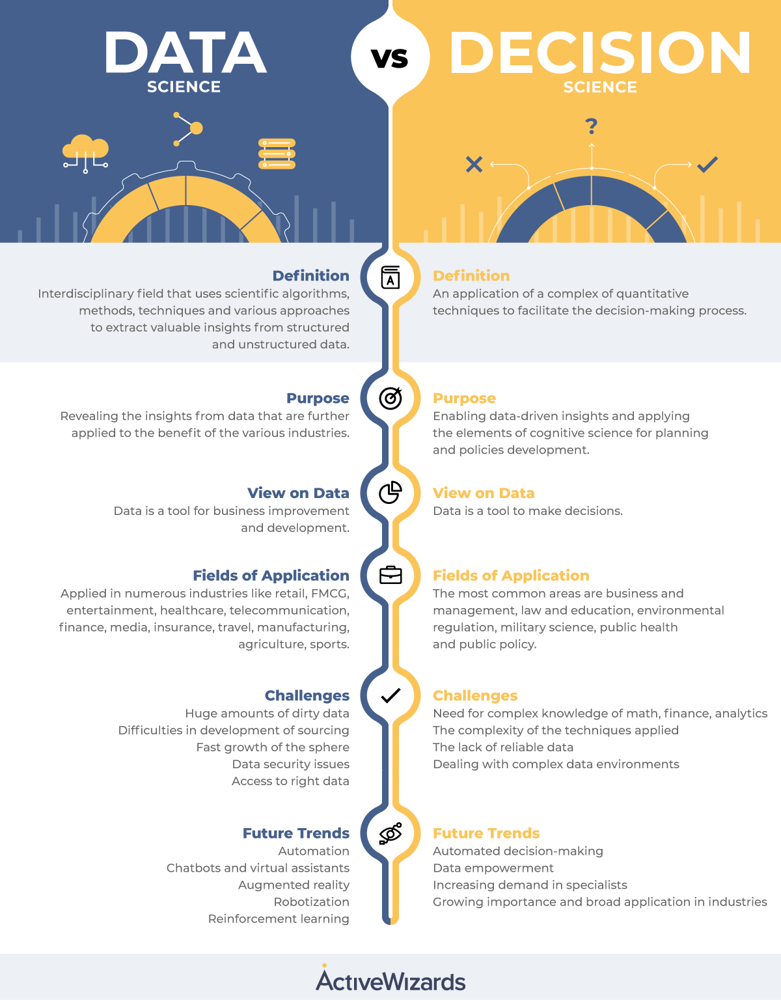 DATA
SCIENCE
VS
DECISION
SCIENCE
Definition
Interdisciplinary field that uses scientific algorithms,
methods, techniques and various approaches
to extract valuable insights from structured
and unstructured data.
A
Definition
An application of a complex of quantitative
techniques to facilitate the decision-making process.
Purpose
Revealing the insights from data that are further
applied to the benefit of the various industries.
Purpose
Enabling data-driven insights and applying
the elements of cognitive science for planning
and policies development.
View on Data
Data is a tool for business improvement
and development.
View on Data
Data is a tool to make decisions.
Fields of Application
Applied in numerous industries like retail, FMCG,
entertainment, healthcare, telecommunication,
finance, media, insurance, travel, manufacturing,
agriculture, sports.
Fields of Application
The most common areas are business and
management, law and education, environmental
regulation, military science, public health
and public policy.
Challenges
Huge amounts of dirty data
Difficulties in development of sourcing
Fast growth of the sphere
Data security issues
Access to right data
Challenges
Need for complex knowledge of math, finance, analytics
The complexity of the techniques applied
The lack of reliable data
Dealing with complex data environments
Future Trends
Automation
Chatbots and virtual assistants
Augmented reality
Robotization
Reinforcement learning
Future Trends
Automated decision-making
Data empowerment
Increasing demand in specialists
Growing importance and broad application in industries
ActiveWizards